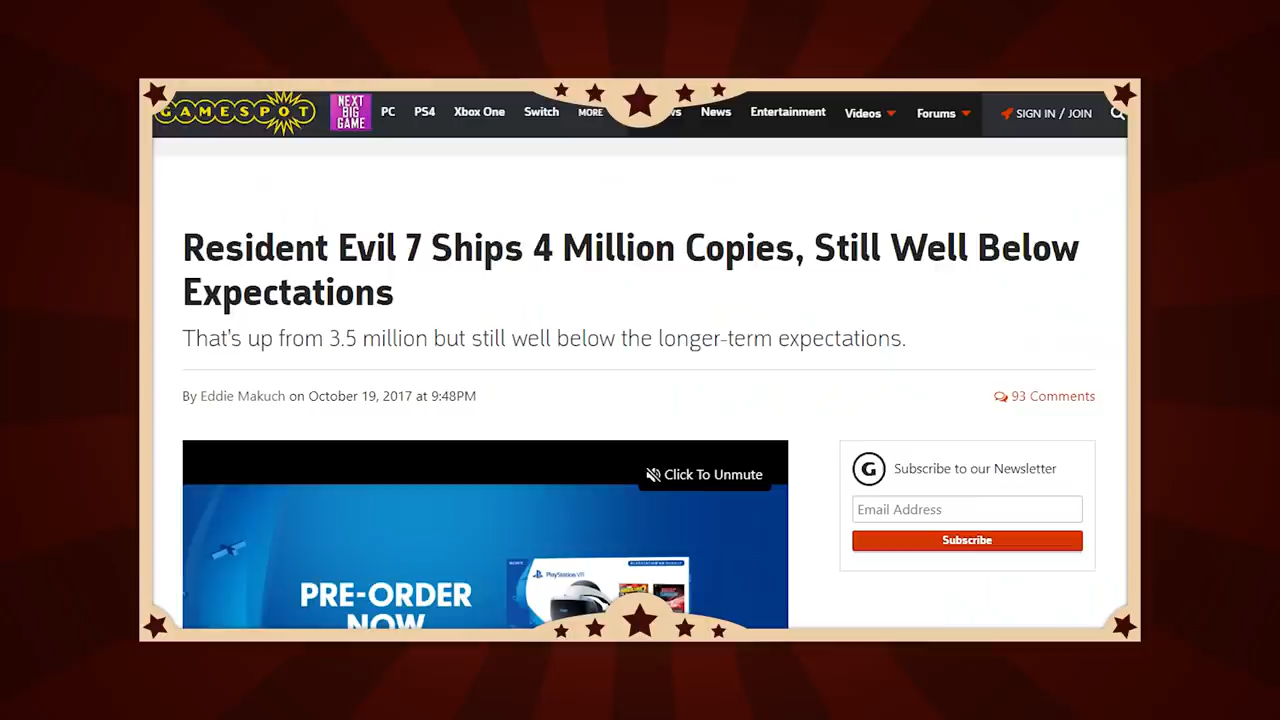 GAMESPOT
NEXT BIG GAME
PC PS4 Xbox One Switch MORE News Entertainment Videos Forums SIGN IN / JOIN
Resident Evil 7 Ships 4 Million Copies, Still Well Below
Expectations
That's up from 3.5 million but still well below the longer-term expectations.
By Eddie Makuch on October 19, 2017 at 9:48PM
93 Comments
Click To Unmute
G Subscribe to our Newsletter
Email Address
Subscribe
PlayStation VR
PRE-ORDER
NOW